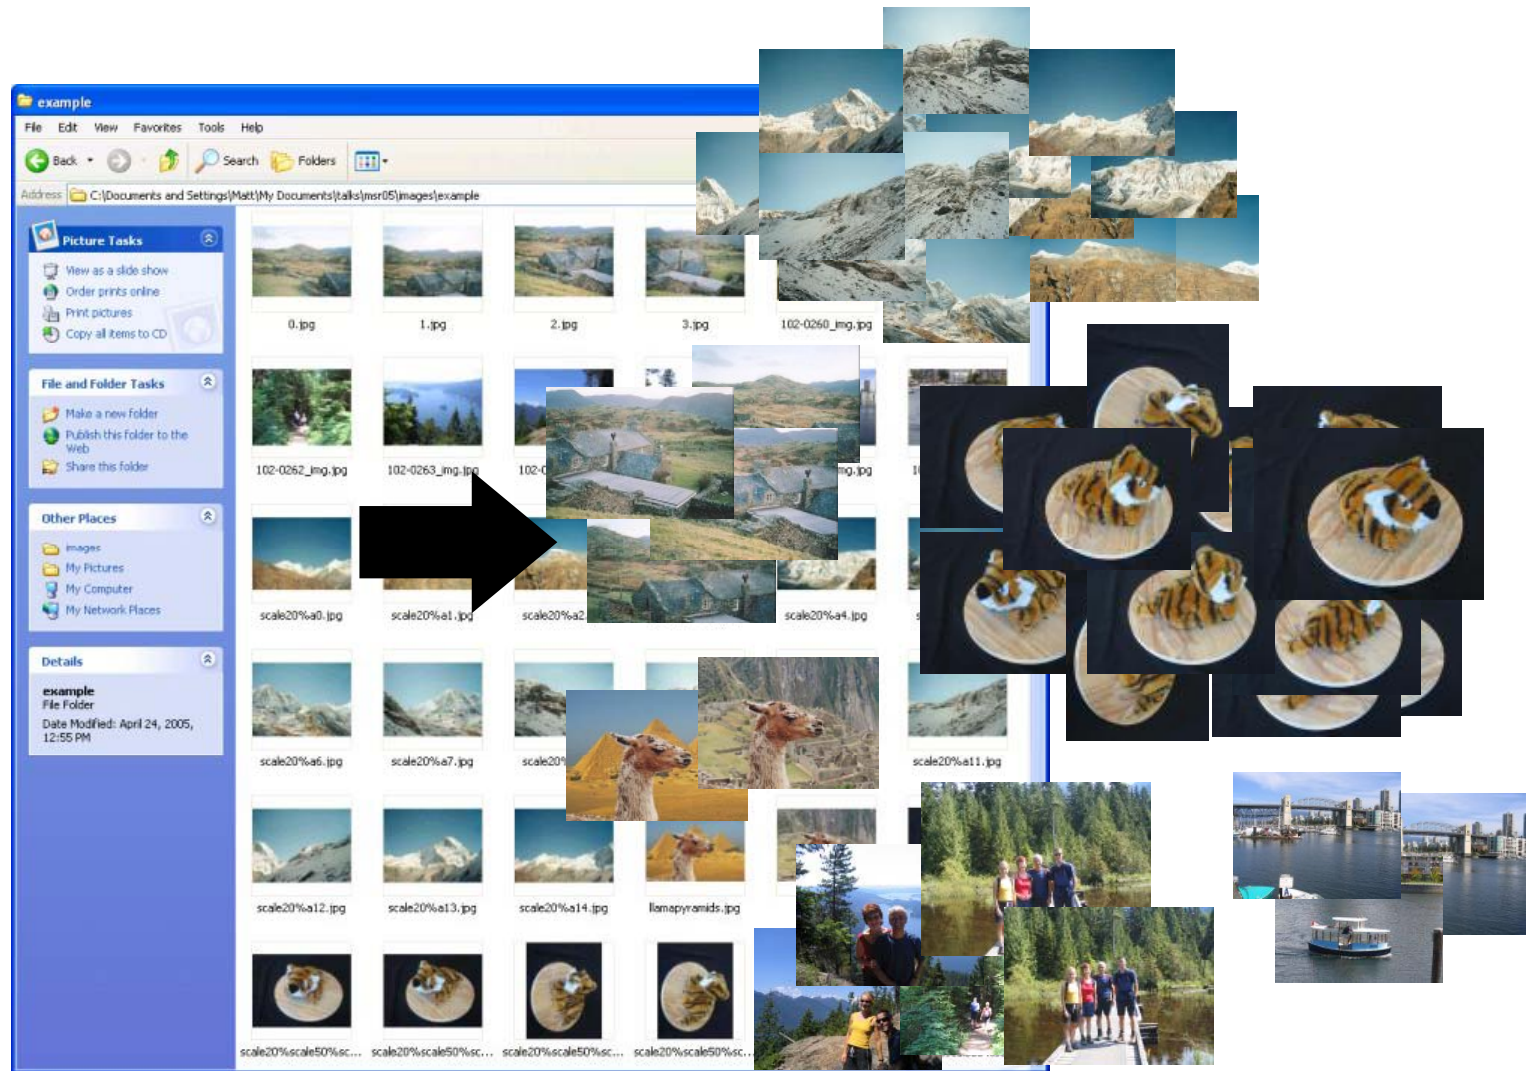 example
File Edit View Favorites Tools Help
Back Search Folders
Address C:\Documents and Settings\Matt\My Documents\talks\msr05\images\example
Picture Tasks
View as a slide show
Order prints online
Print pictures
Copy all items to CD
File and Folder Tasks
Make a new folder
Publish this folder to the
Web
Share this folder
Other Places
images
My Pictures
My Computer
My Network Places
Details
example
File Folder
Date Modified: April 24, 2005,
12:55 PM
0.jpg 1.jpg 2.jpg 3.jpg 102-0260_img.jpg
102-0262_img.jpg 102-0263_img.jpg
scale20%a0.jpg scale20%a1.jpg scale20%a2 scale20%a4.jpg
scale20%a6.jpg scale20%a7.jpg scale20% scale20%a11.jpg
scale20%a12.jpg scale20%a13.jpg scale20%a14.jpg llamapyramids.jpg
scale20%scale50%sc... scale20%scale50%sc... scale20%scale50%sc... scale20%scale50%sc...